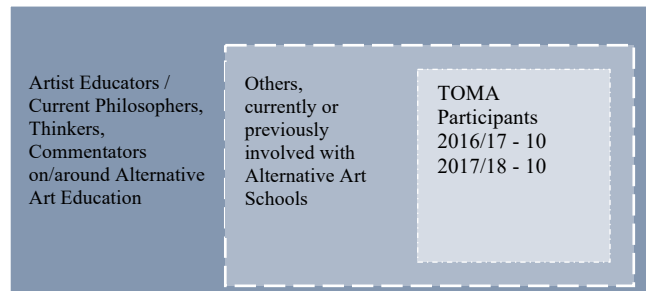 Artist Educators /
Current Philosophers,
Thinkers,
Commentators
on/around Alternative
Art Education
Others,
currently or
previously
involved with
Alternative Art
Schools
TOMA
Participants
2016/17 - 10
2017/18 - 10